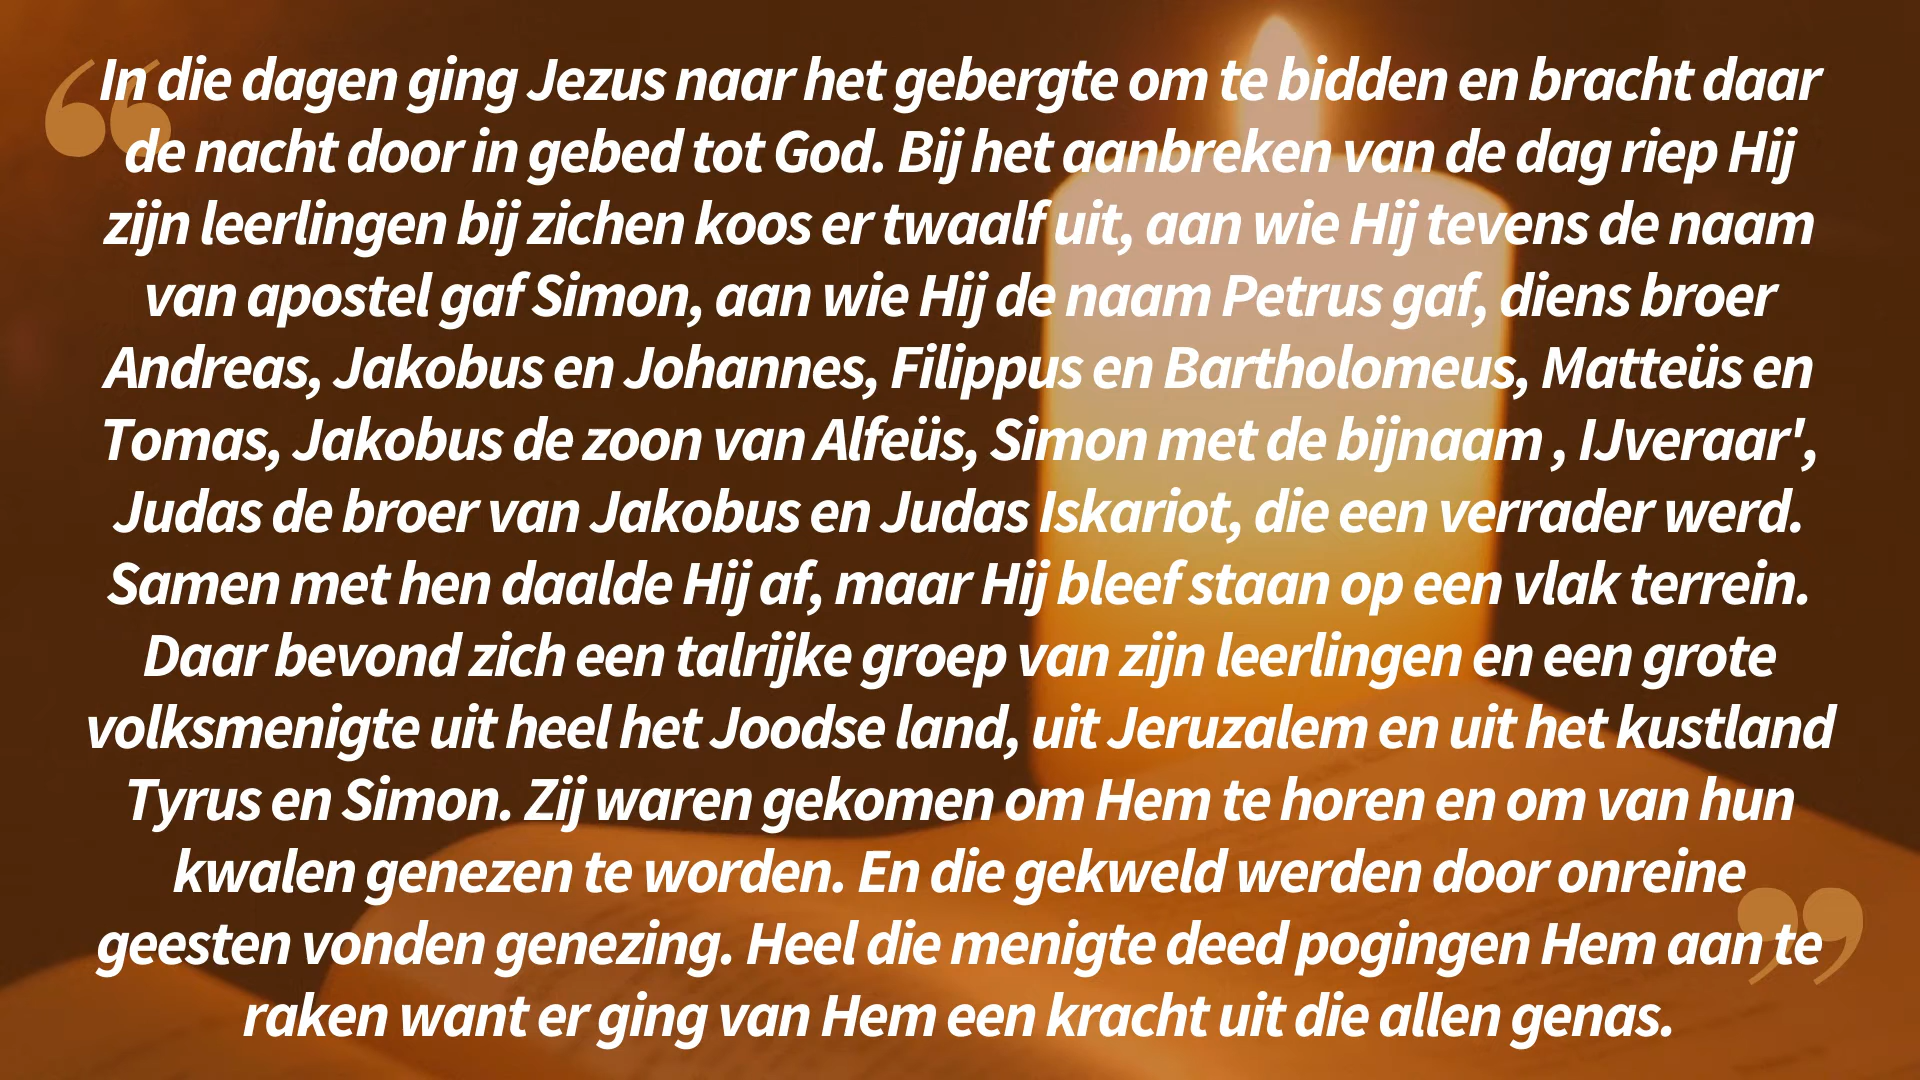 In die dagen ging Jezus naar het gebergte om te bidden en bracht daar
de nacht door in gebed tot God. Bij het aanbreken van de dag riep Hij
zijn leerlingen bij zichen koos er twaalf uit, aan wie Hij tevens de naam
van apostel gaf Simon, aan wie Hij de naam Petrus gaf, diens broer
Andreas, Jakobus en Johannes, Filippus en Bartholomeus, Matteüs en
Tomas, Jakobus de zoon van Alfeüs, Simon met de bijnaam , IJveraar',
Judas de broer van Jakobus en Judas Iskariot, die een verrader werd.
Samen met hen daalde Hij af, maar Hij bleef staan op een vlak terrein.
Daar bevond zich een talrijke groep van zijn leerlingen en een grote
volksmenigte uit heel het Joodse land, uit Jeruzalem en uit het kustland
Tyrus en Simon. Zij waren gekomen om Hem te horen en om van hun
kwalen genezen te worden. En die gekweld werden door onreine
geesten vonden genezing. Heel die menigte deed pogingen Hem aan te
raken want er ging van Hem een kracht uit die allen genas.